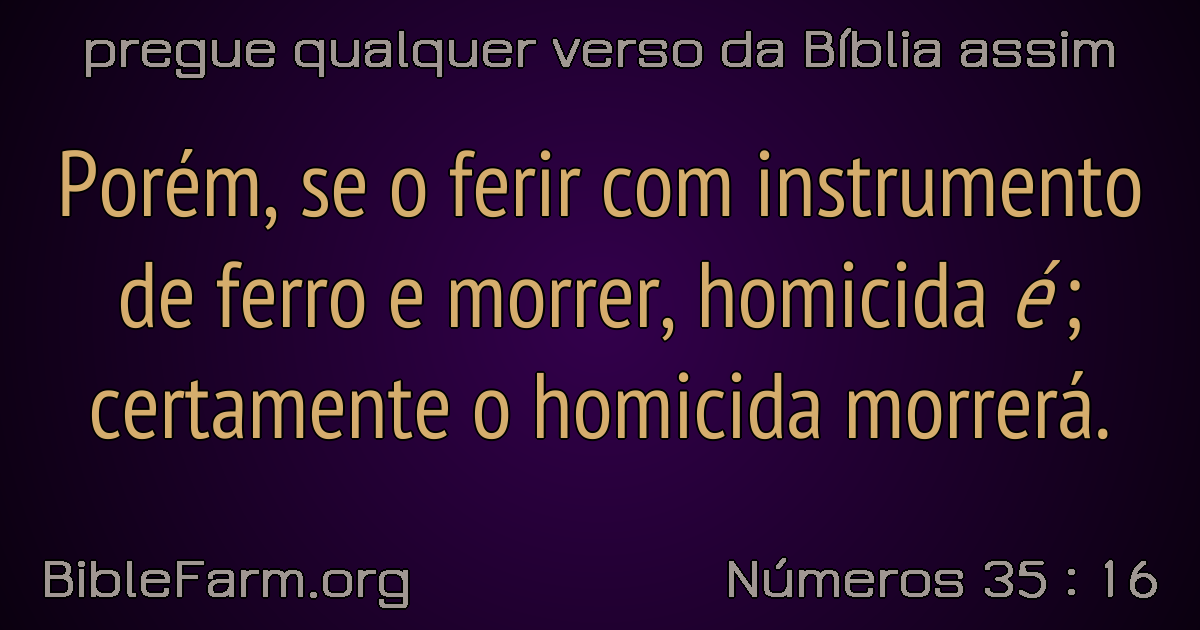 pregue qualquer verso da Bíblia assim
Porém, se o ferir com instrumento
de ferro e morrer, homicida é;
certamente o homicida morrerá.
BibleFarm.org
Números 35 : 16